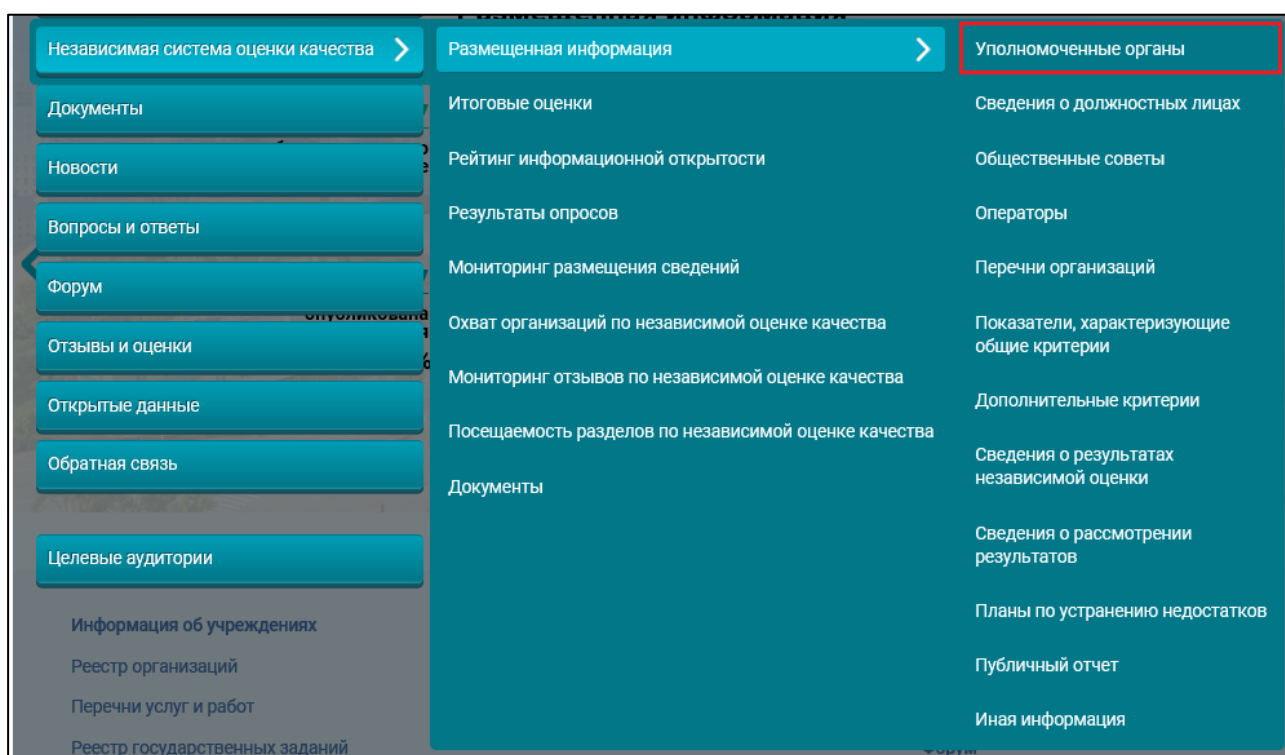 Размещенная информация
Независимая система оценки качества
Документы
Новости
Вопросы и ответы
Форум
опубликована
Отзывы и оценки
Открытые данные
Обратная связь
Целевые аудитории
Информация об учреждениях
Реестр организаций
Перечни услуг и работ
Реестр государственных заданий
Размещенная информация
Итоговые оценки
Рейтинг информационной открытости
Результаты опросов
Мониторинг размещения сведений
Охват организаций по независимой оценке качества
Мониторинг отзывов по независимой оценке качества
Посещаемость разделов по независимой оценке качества
Документы
Уполномоченные органы
Сведения о должностных лицах
Общественные советы
Операторы
Перечни организаций
Показатели, характеризующие
общие критерии
Дополнительные критерии
Сведения о результатах
независимой оценки
Сведения о рассмотрении
результатов
Планы по устранению недостатков
Публичный отчет
Иная информация
Форум